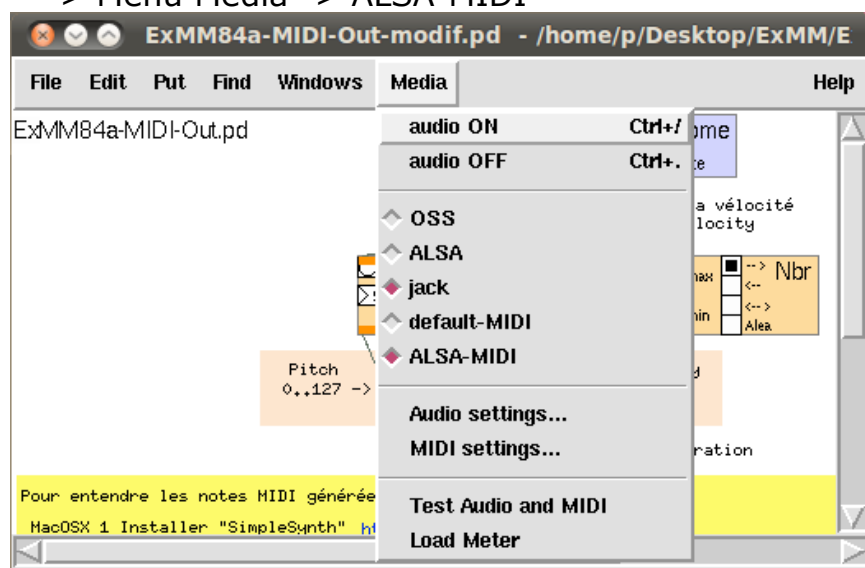 -> Menu Media -> ALSA-MIDI
ExMM84a-MIDI-Out-modif.pd - /home/p/Desktop/ExMM/E
File Edit Put Find Windows Media Help
ExMM84a-MIDI-Out.pd
audio ON Ctrl+/
audio OFF Ctrl+.
OSS
ALSA
jack
default-MIDI
ALSA-MIDI
Audio settings...
MIDI settings...
Test Audio and MIDI
Load Meter
a vélocité
locity
--> Nbr
<--
<-->
Alea
Pitch
0..127 ->
ration
Pour entendre les notes MIDI générée
MacOSX 1 Installer "SimpleSynth"